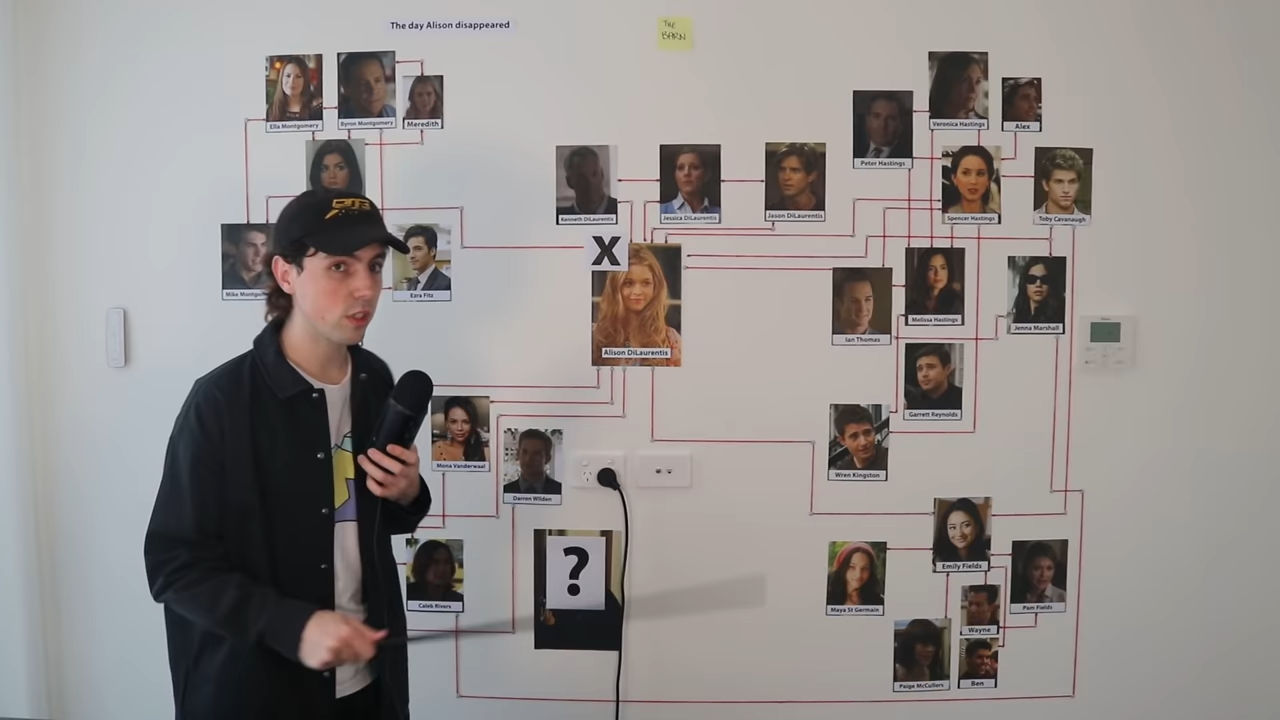 The day Alison disappeared
THE
BARN
Ella Montgomery
Byron Montgomery
Meredith
Kenneth DiLaurentis
Jessica DiLaurentis
Jason DiLaurentis
Peter Hastings
Veronica Hastings
Alex
Spencer Hastings
Toby Cavanaugh
Mike
Ezra Fitz
X
Alison DiLaurentis
Ian Thomas
Melissa Hastings
Jenna Marshall
Garrett Reynolds
Mona Vanderwaal
Darren Wilden
Wren Kingston
Caleb Rivers
?
Emily Fields
Maya St Germain
Pam Fields
Wayne
Paige McCullers
Ben